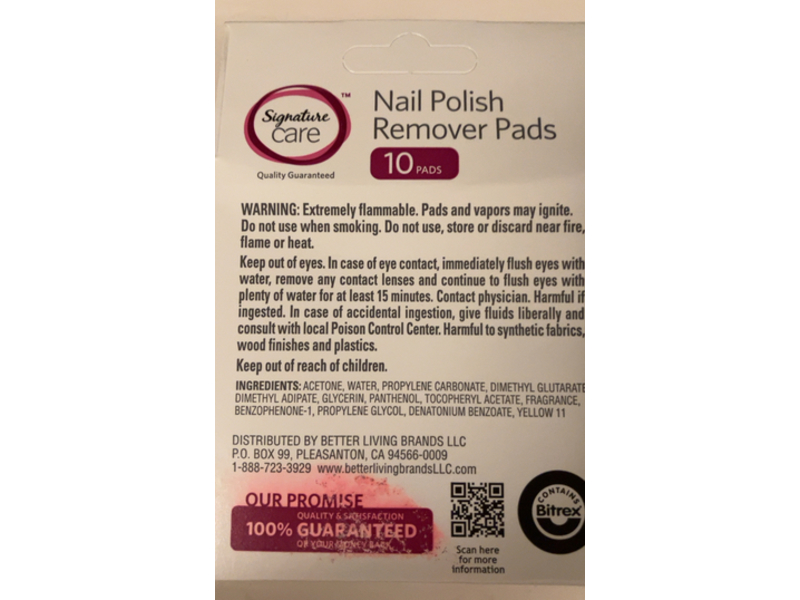 Signature
care
™
Quality Guaranteed
Nail Polish
Remover Pads
10 PADS
WARNING: Extremely flammable. Pads and vapors may ignite.
Do not use when smoking. Do not use, store or discard near fire,
flame or heat.
Keep out of eyes. In case of eye contact, immediately flush eyes with
water, remove any contact lenses and continue to flush eyes with
plenty of water for at least 15 minutes. Contact physician. Harmful if
ingested. In case of accidental ingestion, give fluids liberally and
consult with local Poison Control Center. Harmful to synthetic fabrics,
wood finishes and plastics.
Keep out of reach of children.
INGREDIENTS: ACETONE, WATER, PROPYLENE CARBONATE, DIMETHYL GLUTARATE
DIMETHYL ADIPATE, GLYCERIN, PANTHENOL, TOCOPHERYL ACETATE, FRAGRANCE,
BENZOPHENONE-1, PROPYLENE GLYCOL, DENATONIUM BENZOATE, YELLOW 11
DISTRIBUTED BY BETTER LIVING BRANDS LLC
P.O. BOX 99, PLEASANTON, CA 94566-0009
1-888-723-3929 www.betterlivingbrandsLLC.com
OUR PROMISE
QUALITY & SATISFACTION
100% GUARANTEED
OR YOUR MONEY BACK
Scan here
for more
information
CONTAINS
Bitrex